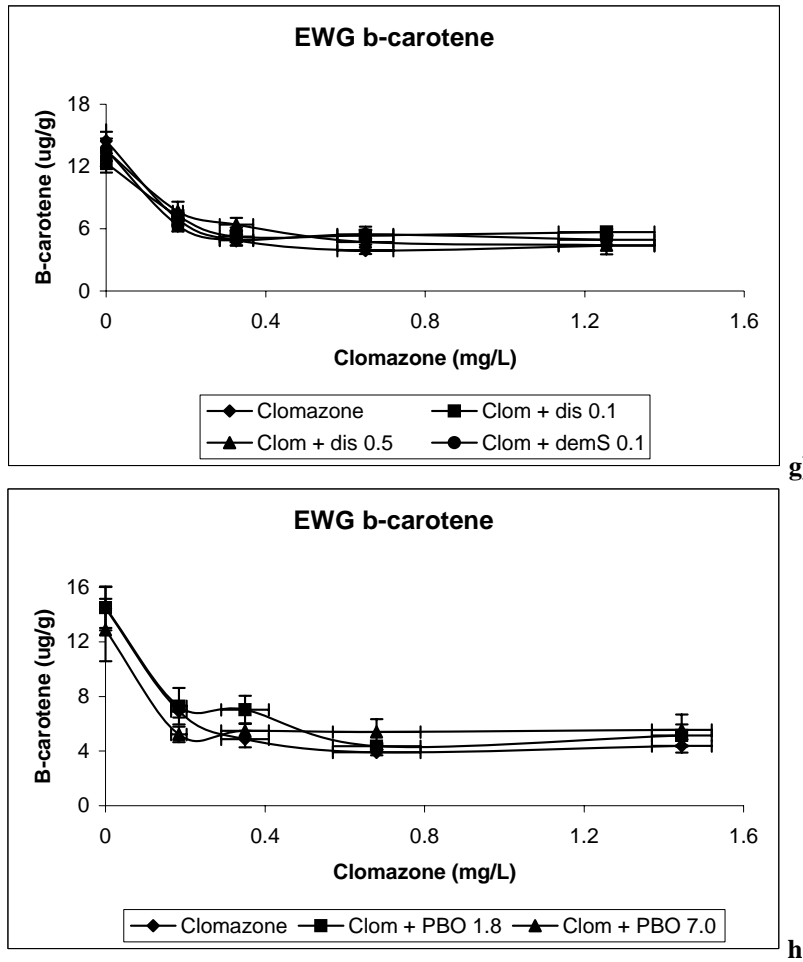 EWG b-carotene
B-carotene (ug/g)
18
12
6
0
0 0.4 0.8 1.2 1.6
Clomazone (mg/L)
Clomazone Clom + dis 0.1
Clom + dis 0.5 Clom + demS 0.1
g)
EWG b-carotene
B-carotene (ug/g)
16
12
8
4
0
0 0.4 0.8 1.2 1.6
Clomazone (mg/L)
Clomazone Clom + PBO 1.8 Clom + PBO 7.0
h